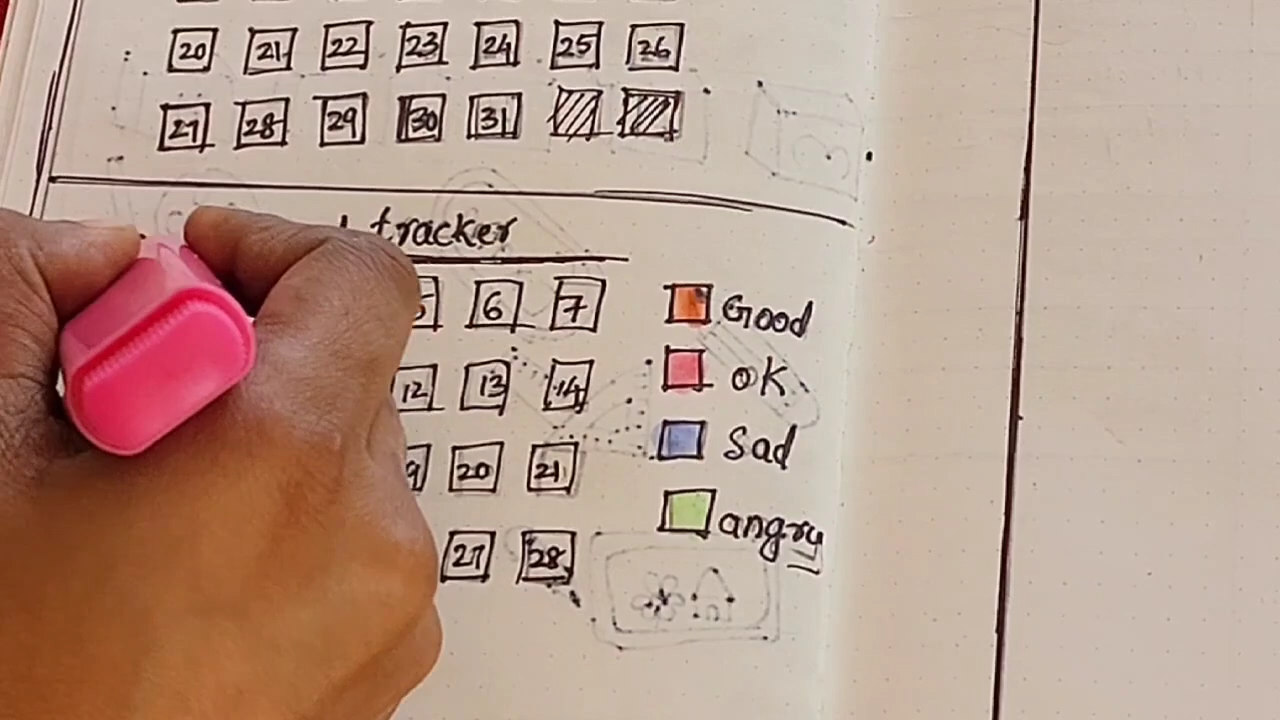 20 21 22 23 24 25 26
27 28 29 30 31
tracker
6 7 Good
12 13 14 OK
20 21 Sad
27 28 angry